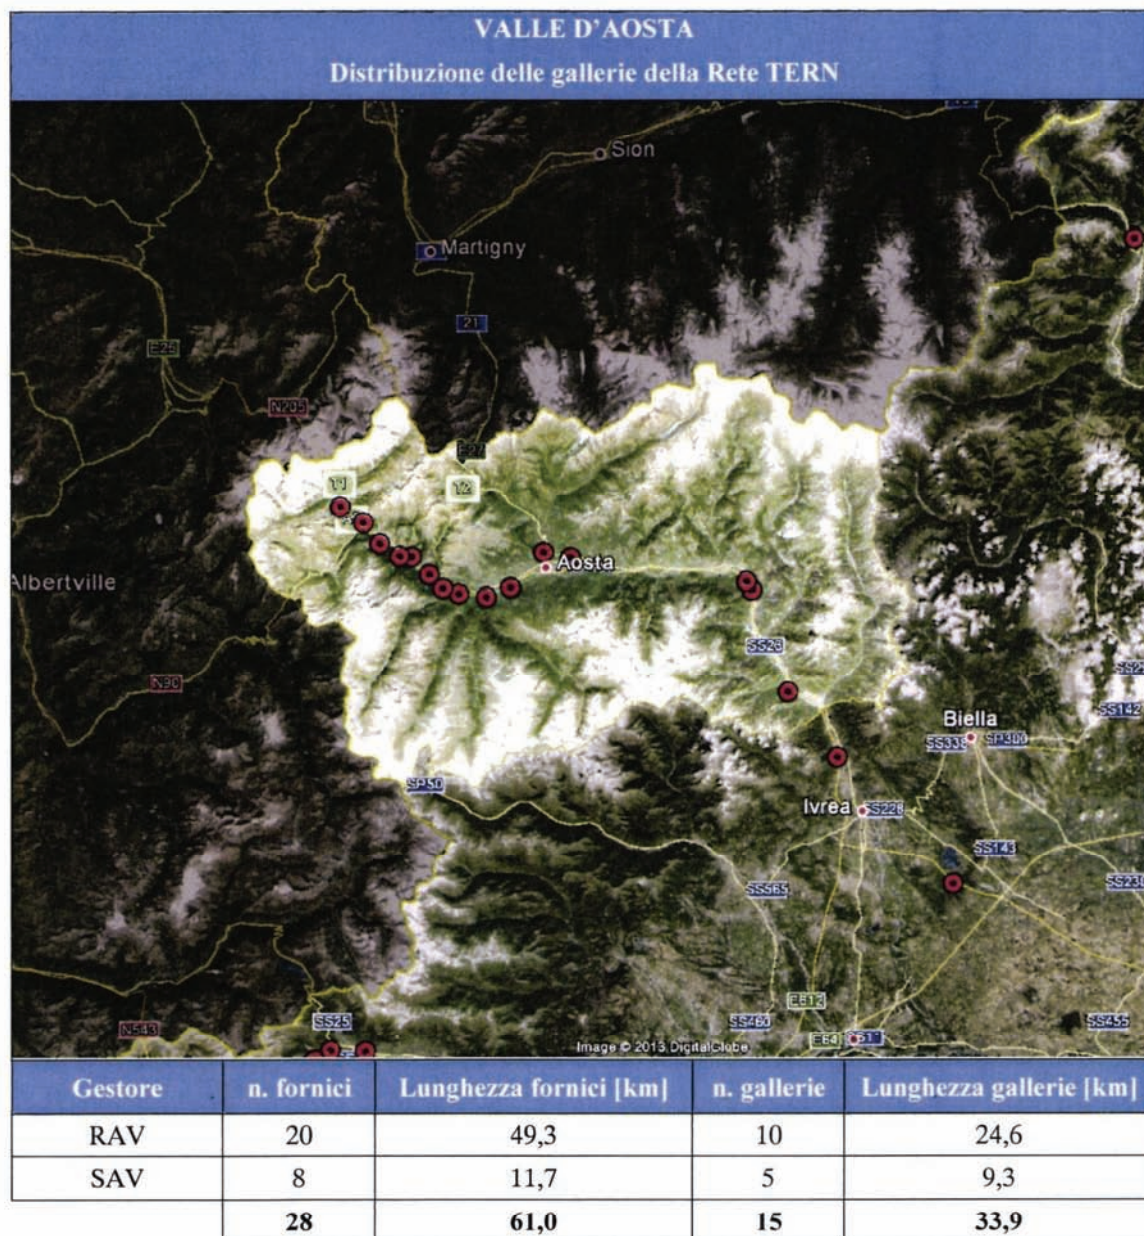 VALLE D'AOSTA
Distribuzione delle gallerie della Rete TERN
Sion
Martigny
21
E25
N205
E27
T1
T2
Albertville
Aosta
N90
SS26
Biella
SS142
SS338
SP300
SP50
Ivrea
SS228
SS143
SS565
E612
N543
SS25
SS460
E64
SS11
SS455
Image © 2013 DigitalGlobe
Gestore n. fornici Lunghezza fornici [km] n. gallerie Lunghezza gallerie [km]
RAV 20 49,3 10 24,6
SAV 8 11,7 5 9,3
28 61,0 15 33,9